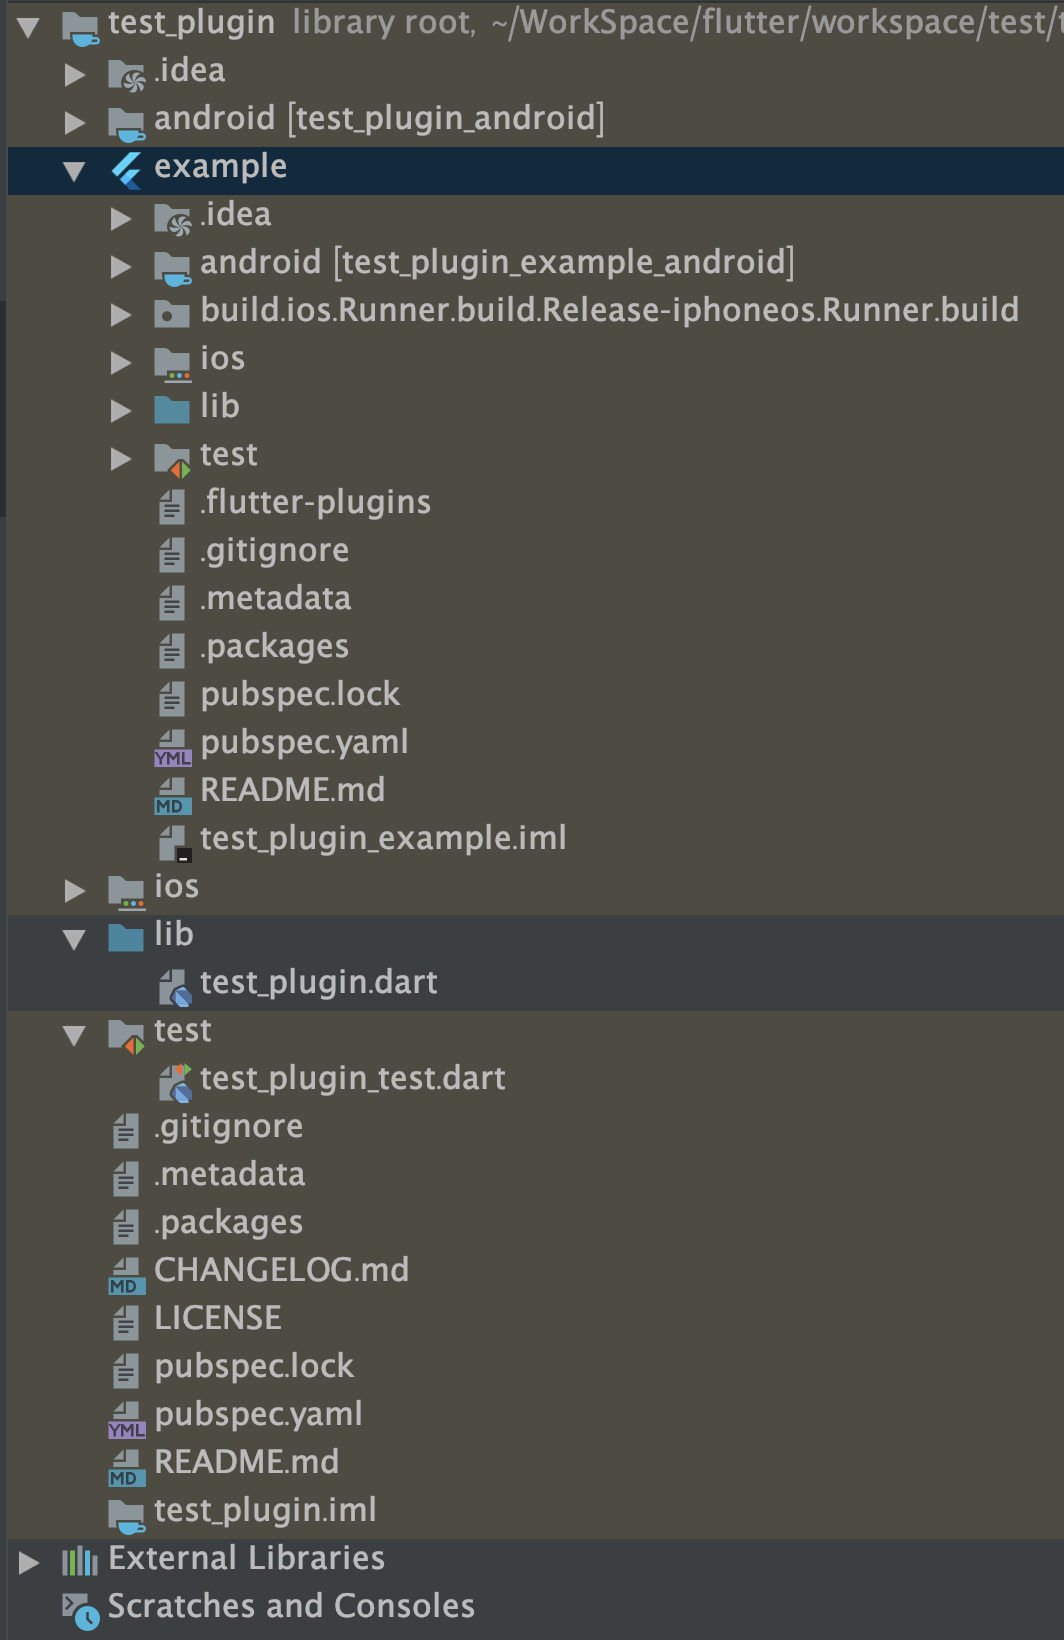 test_plugin library root, ~/WorkSpace/flutter/workspace/test/
.idea
android [test_plugin_android]
example
.idea
android [test_plugin_example_android]
build.ios.Runner.build.Release-iphoneos.Runner.build
ios
lib
test
.flutter-plugins
.gitignore
.metadata
.packages
pubspec.lock
YML pubspec.yaml
MD README.md
test_plugin_example.iml
ios
lib
test_plugin.dart
test
test_plugin_test.dart
.gitignore
.metadata
.packages
MD CHANGELOG.md
LICENSE
pubspec.lock
YML pubspec.yaml
MD README.md
test_plugin.iml
External Libraries
Scratches and Consoles